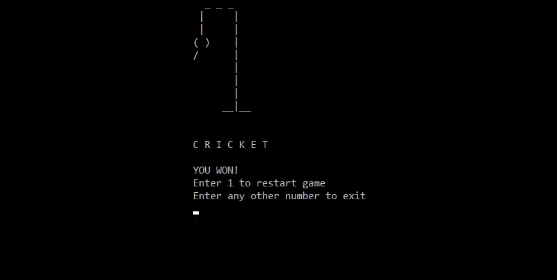 C R I C K E T
YOU WON!
Enter 1 to restart game
Enter any other number to exit